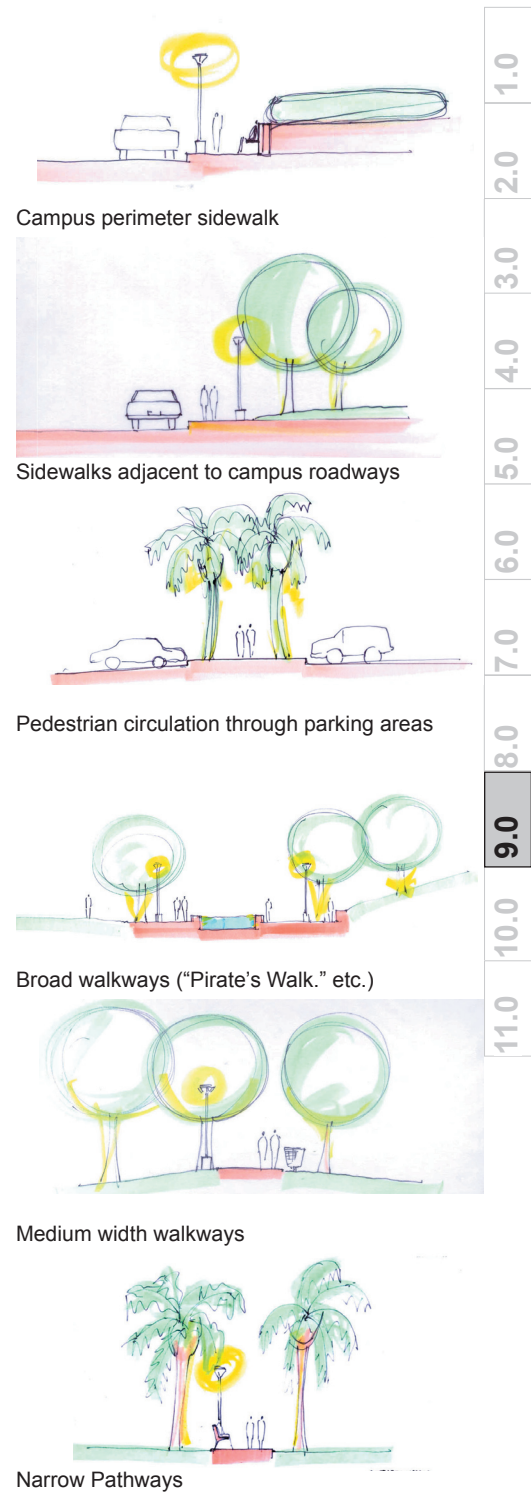 Campus perimeter sidewalk
Sidewalks adjacent to campus roadways
Pedestrian circulation through parking areas
Broad walkways (“Pirate’s Walk.” etc.)
Medium width walkways
Narrow Pathways
1.0
2.0
3.0
4.0
5.0
6.0
7.0
8.0
9.0
10.0
11.0